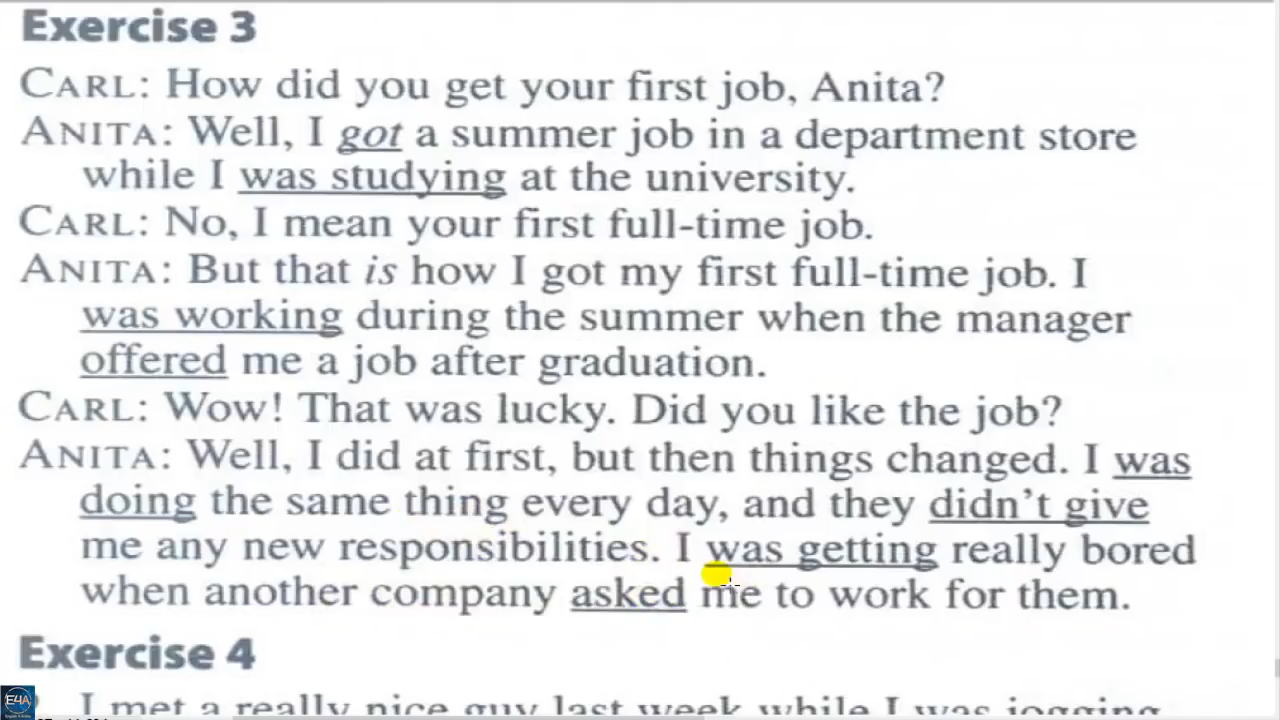 Exercise 3
CARL: How did you get your first job, Anita?
ANITA: Well, I got a summer job in a department store
while I was studying at the university.
CARL: No, I mean your first full-time job.
ANITA: But that is how I got my first full-time job. I
was working during the summer when the manager
offered me a job after graduation.
CARL: Wow! That was lucky. Did you like the job?
ANITA: Well, I did at first, but then things changed. I was
doing the same thing every day, and they didn't give
me any new responsibilities. I was getting really bored
when another company asked me to work for them.
Exercise 4
I met a really nice guy last week while I was jogging
E4A